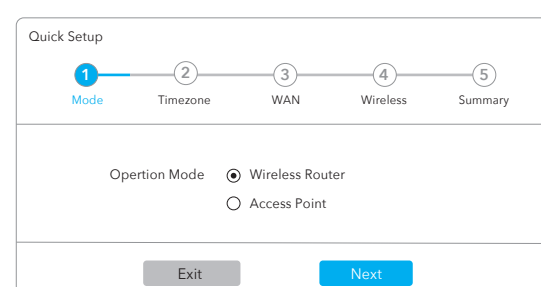 Quick Setup
1 2 3 4 5
Mode Timezone WAN Wireless Summary
Opertion Mode Wireless Router
Access Point
Exit Next